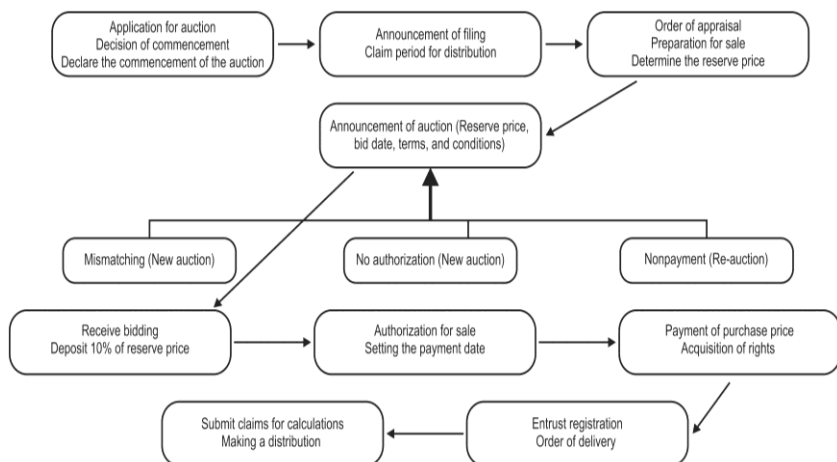 Application for auction
Decision of commencement
Declare the commencement of the auction
Announcement of filing
Claim period for distribution
Order of appraisal
Preparation for sale
Determine the reserve price
Announcement of auction (Reserve price,
bid date, terms, and conditions)
Mismatching (New auction)
No authorization (New auction)
Nonpayment (Re-auction)
Receive bidding
Deposit 10% of reserve price
Authorization for sale
Setting the payment date
Payment of purchase price
Acquisition of rights
Submit claims for calculations
Making a distribution
Entrust registration
Order of delivery